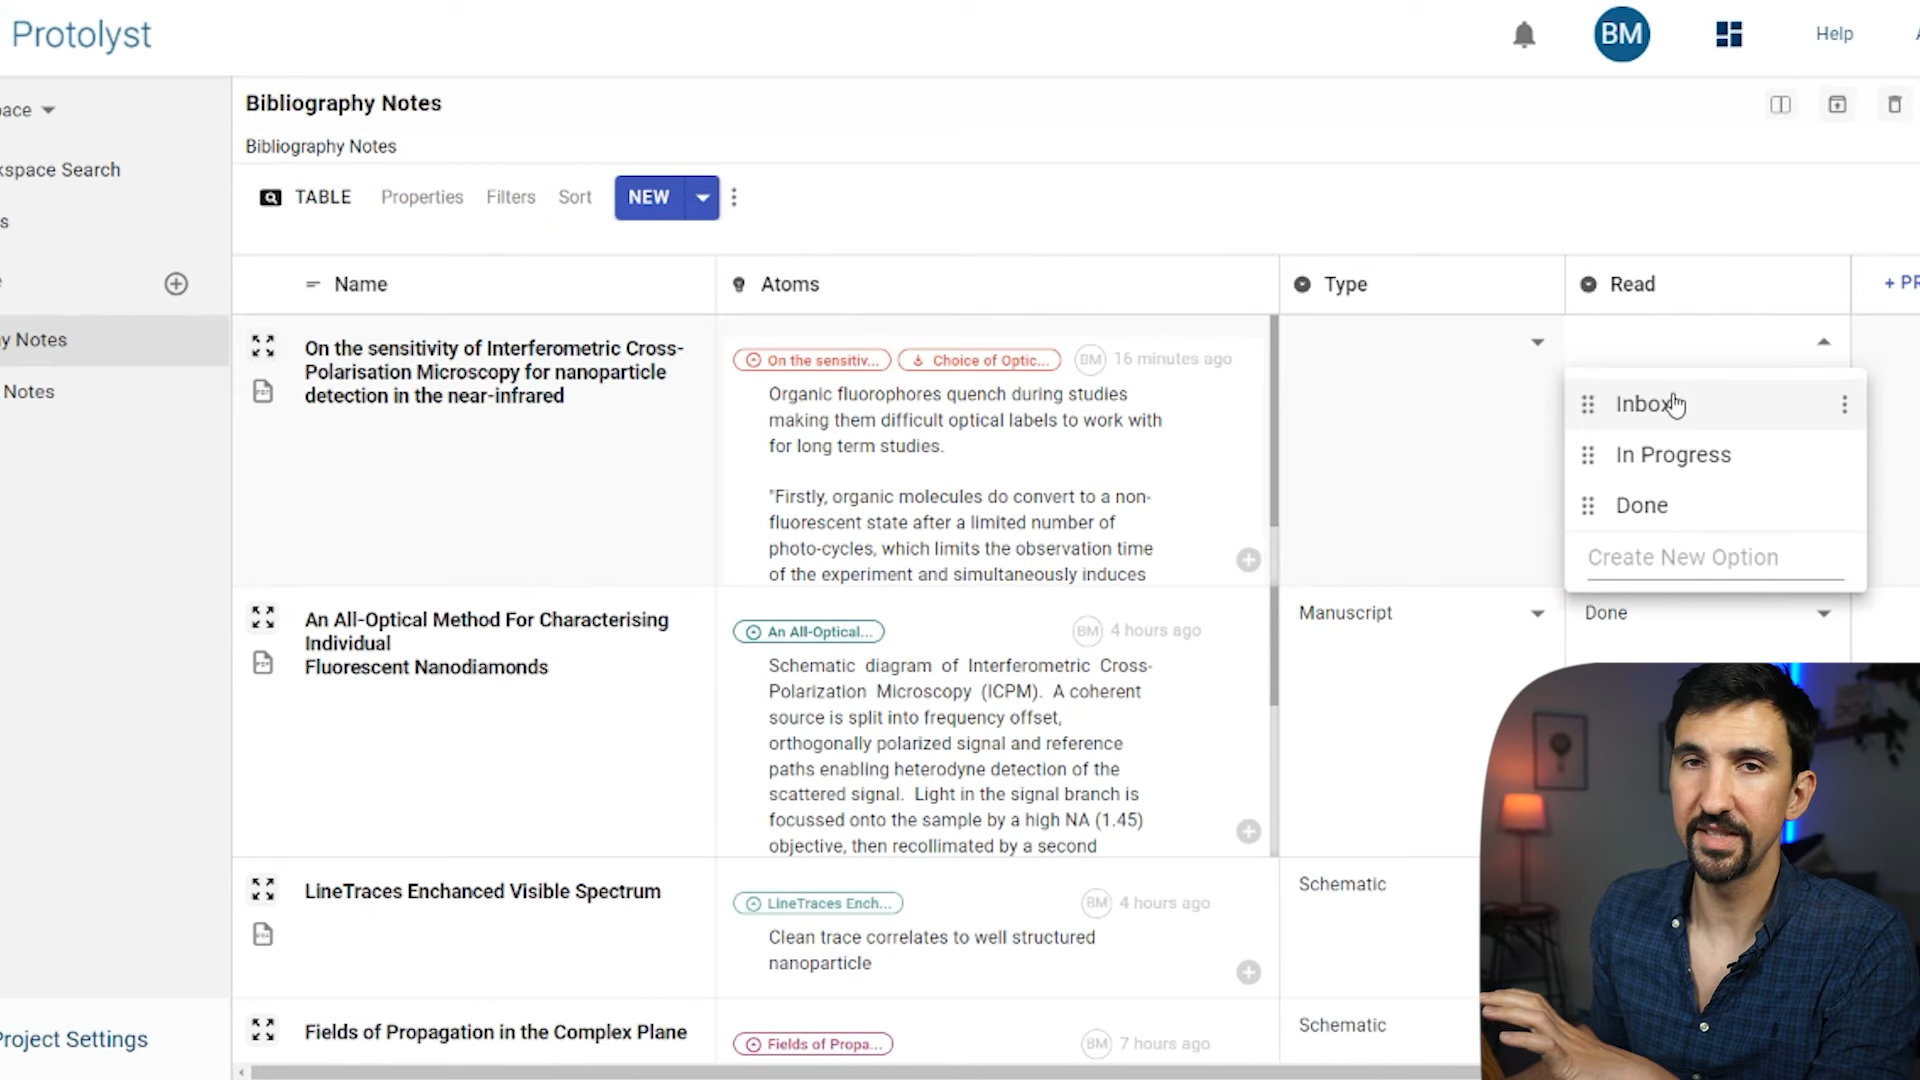 Protolyst
BM
Help
ace
Bibliography Notes
kspace Search
Bibliography Notes
TABLE Properties Filters Sort NEW
s
Name Atoms Type Read + PR
y Notes
Notes
On the sensitivity of Interferometric Cross-
Polarisation Microscopy for nanoparticle
detection in the near-infrared
On the sensitiv... Choice of Optic... BM 16 minutes ago
Organic fluorophores quench during studies
making them difficult optical labels to work with
for long term studies.
"Firstly, organic molecules do convert to a non-
fluorescent state after a limited number of
photo-cycles, which limits the observation time
of the experiment and simultaneously induces
Inbox
In Progress
Done
Create New Option
An All-Optical Method For Characterising
Individual
Fluorescent Nanodiamonds
An All-Optical... BM 4 hours ago
Schematic diagram of Interferometric Cross-
Polarization Microscopy (ICPM). A coherent
source is split into frequency offset,
orthogonally polarized signal and reference
paths enabling heterodyne detection of the
scattered signal. Light in the signal branch is
focussed onto the sample by a high NA (1.45)
objective, then recollimated by a second
Manuscript Done
LineTraces Enchanced Visible Spectrum
LineTraces Ench... BM 4 hours ago
Clean trace correlates to well structured
nanoparticle
Schematic
Fields of Propagation in the Complex Plane
Fields of Propa... BM 7 hours ago
Schematic
Project Settings